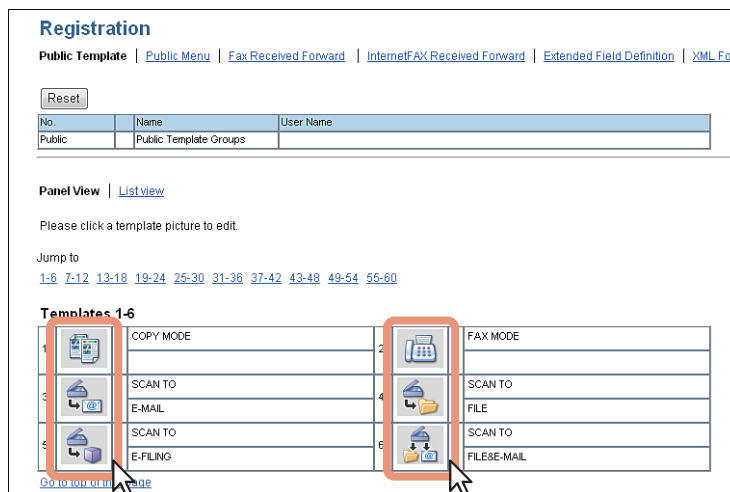 Registration
Public Template | Public Menu | Fax Received Forward | InternetFAX Received Forward | Extended Field Definition | XML Fo
Reset
No. Name User Name
Public Public Template Groups
Panel View | List view
Please click a template picture to edit.
Jump to
1-6 7-12 13-18 19-24 25-30 31-36 37-42 43-48 49-54 55-60
Templates 1-6
1 COPY MODE 2 FAX MODE
3 SCAN TO 4 SCAN TO
E-MAIL FILE
5 SCAN TO 6 SCAN TO
E-FILING FILE&E-MAIL
Go to top of this page